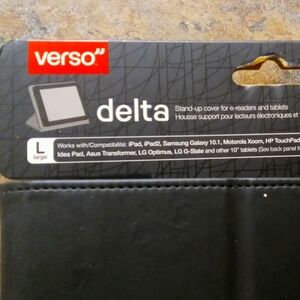 verso"
delta
Stand-up cover for e-readers and tablets
Housse support pour lecteurs électroniques et
L
large
Works with/Compatibilité: iPad, iPad2, Samsung Galaxy 10.1, Motorola Xoom, HP TouchPad
Idea Pad, Asus Transformer, LG Optimus, LG G-Slate and other 10" tablets (See back panel